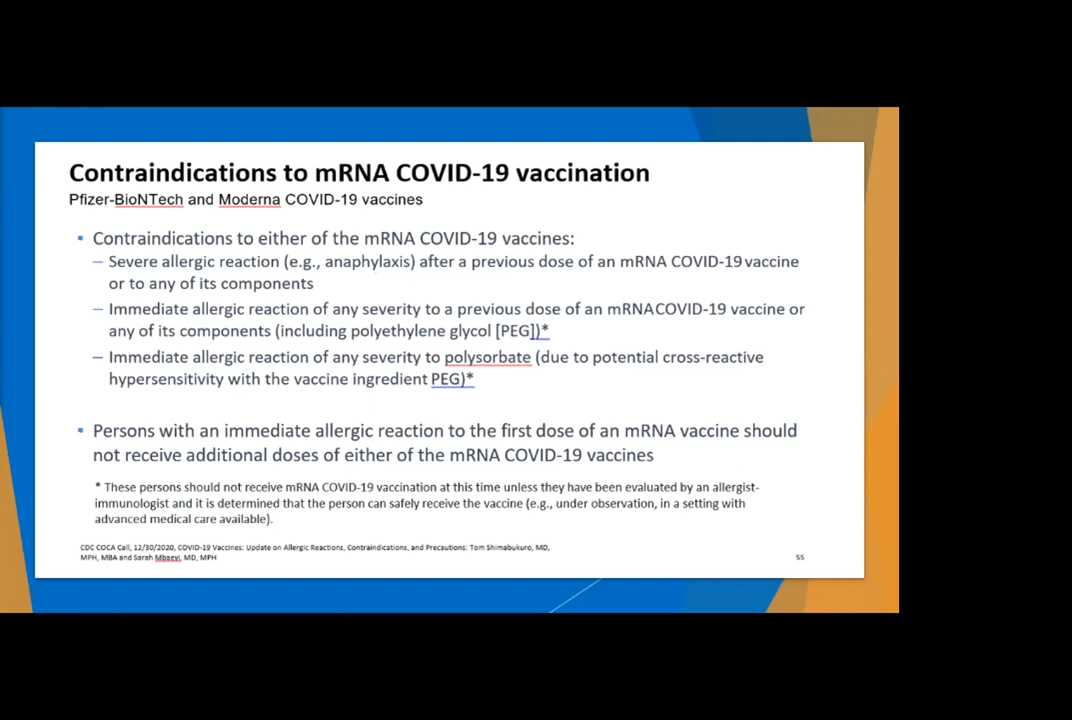 Contraindications to mRNA COVID-19 vaccination
Pfizer-BioNTech and Moderna COVID-19 vaccines
▪ Contraindications to either of the mRNA COVID-19 vaccines:
– Severe allergic reaction (e.g., anaphylaxis) after a previous dose of an mRNA COVID-19 vaccine
or to any of its components
– Immediate allergic reaction of any severity to a previous dose of an mRNACOVID-19 vaccine or
any of its components (including polyethylene glycol [PEG])*
– Immediate allergic reaction of any severity to polysorbate (due to potential cross-reactive
hypersensitivity with the vaccine ingredient PEG)*
▪ Persons with an immediate allergic reaction to the first dose of an mRNA vaccine should
not receive additional doses of either of the mRNA COVID-19 vaccines
* These persons should not receive mRNA COVID-19 vaccination at this time unless they have been evaluated by an allergist-
immunologist and it is determined that the person can safely receive the vaccine (e.g., under observation, in a setting with
advanced medical care available).
CDC COCA Call, 12/30/2020, COVID-19 Vaccines: Update on Allergic Reactions, Contraindications, and Precautions: Tom Shimabukuro, MD,
MPH, MBA and Sarah Mbaeyi, MD, MPH
55